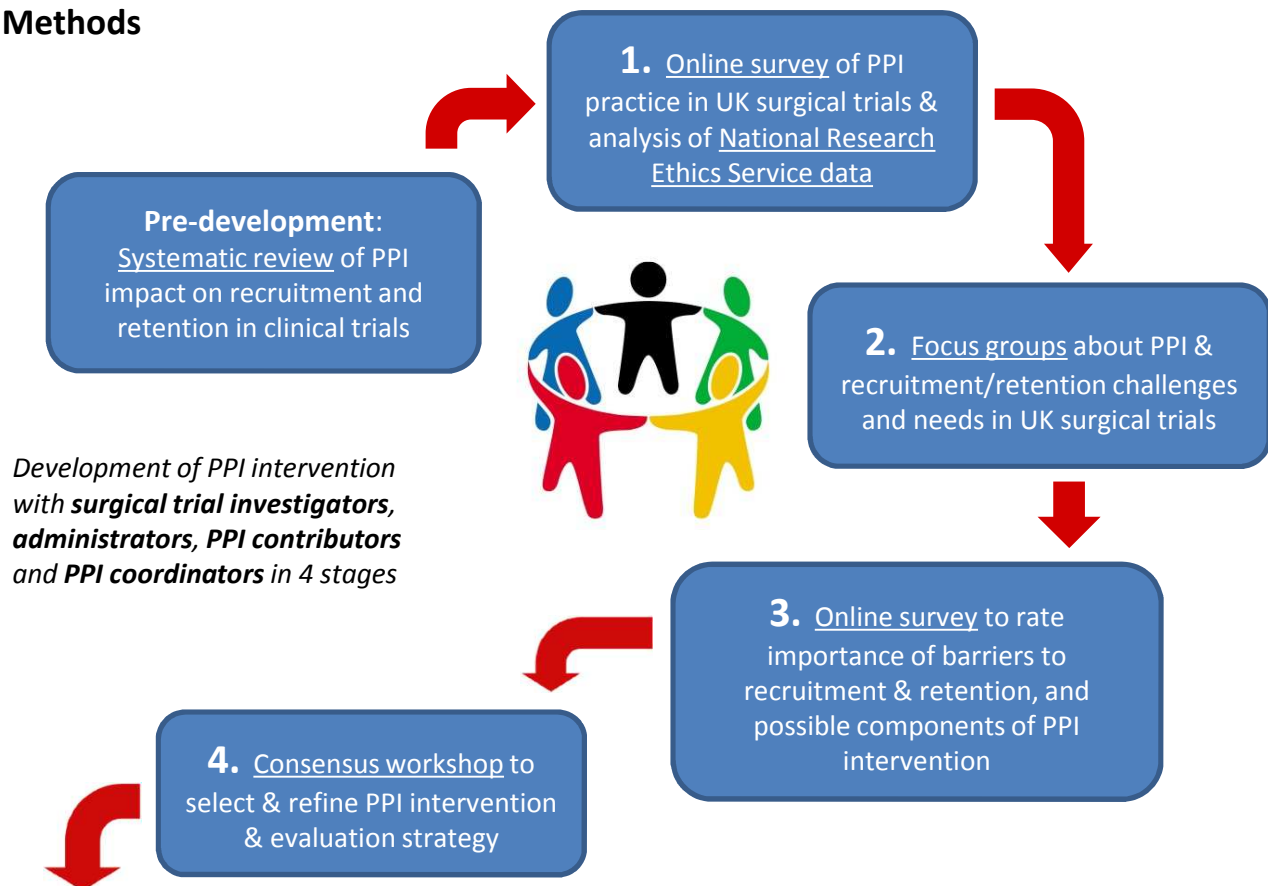 Methods
Pre-development:
Systematic review of PPI
impact on recruitment and
retention in clinical trials
1. Online survey of PPI
practice in UK surgical trials &
analysis of National Research
Ethics Service data
2. Focus groups about PPI &
recruitment/retention challenges
and needs in UK surgical trials
Development of PPI intervention
with surgical trial investigators,
administrators, PPI contributors
and PPI coordinators in 4 stages
3. Online survey to rate
importance of barriers to
recruitment & retention, and
possible components of PPI
intervention
4. Consensus workshop to
select & refine PPI intervention
& evaluation strategy